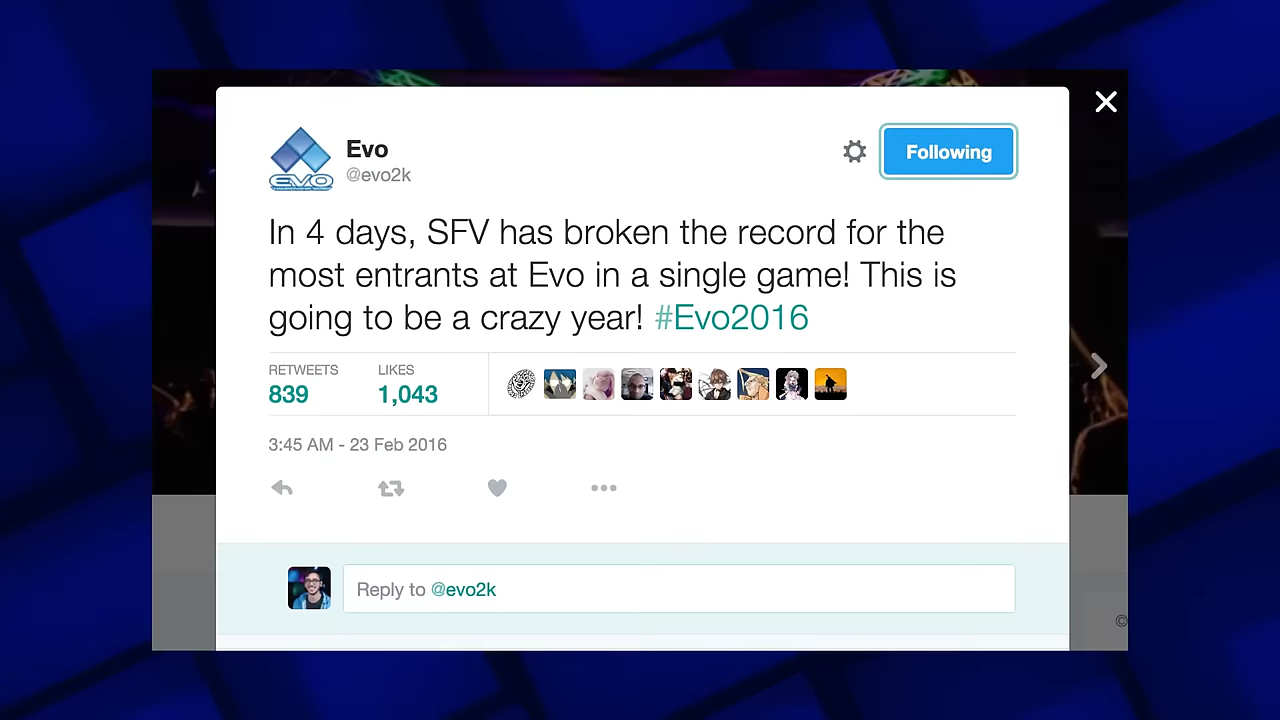 EVO
Evo
@evo2k
Following
In 4 days, SFV has broken the record for the
most entrants at Evo in a single game! This is
going to be a crazy year! #Evo2016
RETWEETS
839
LIKES
1,043
3:45 AM - 23 Feb 2016
Reply to @evo2k
©